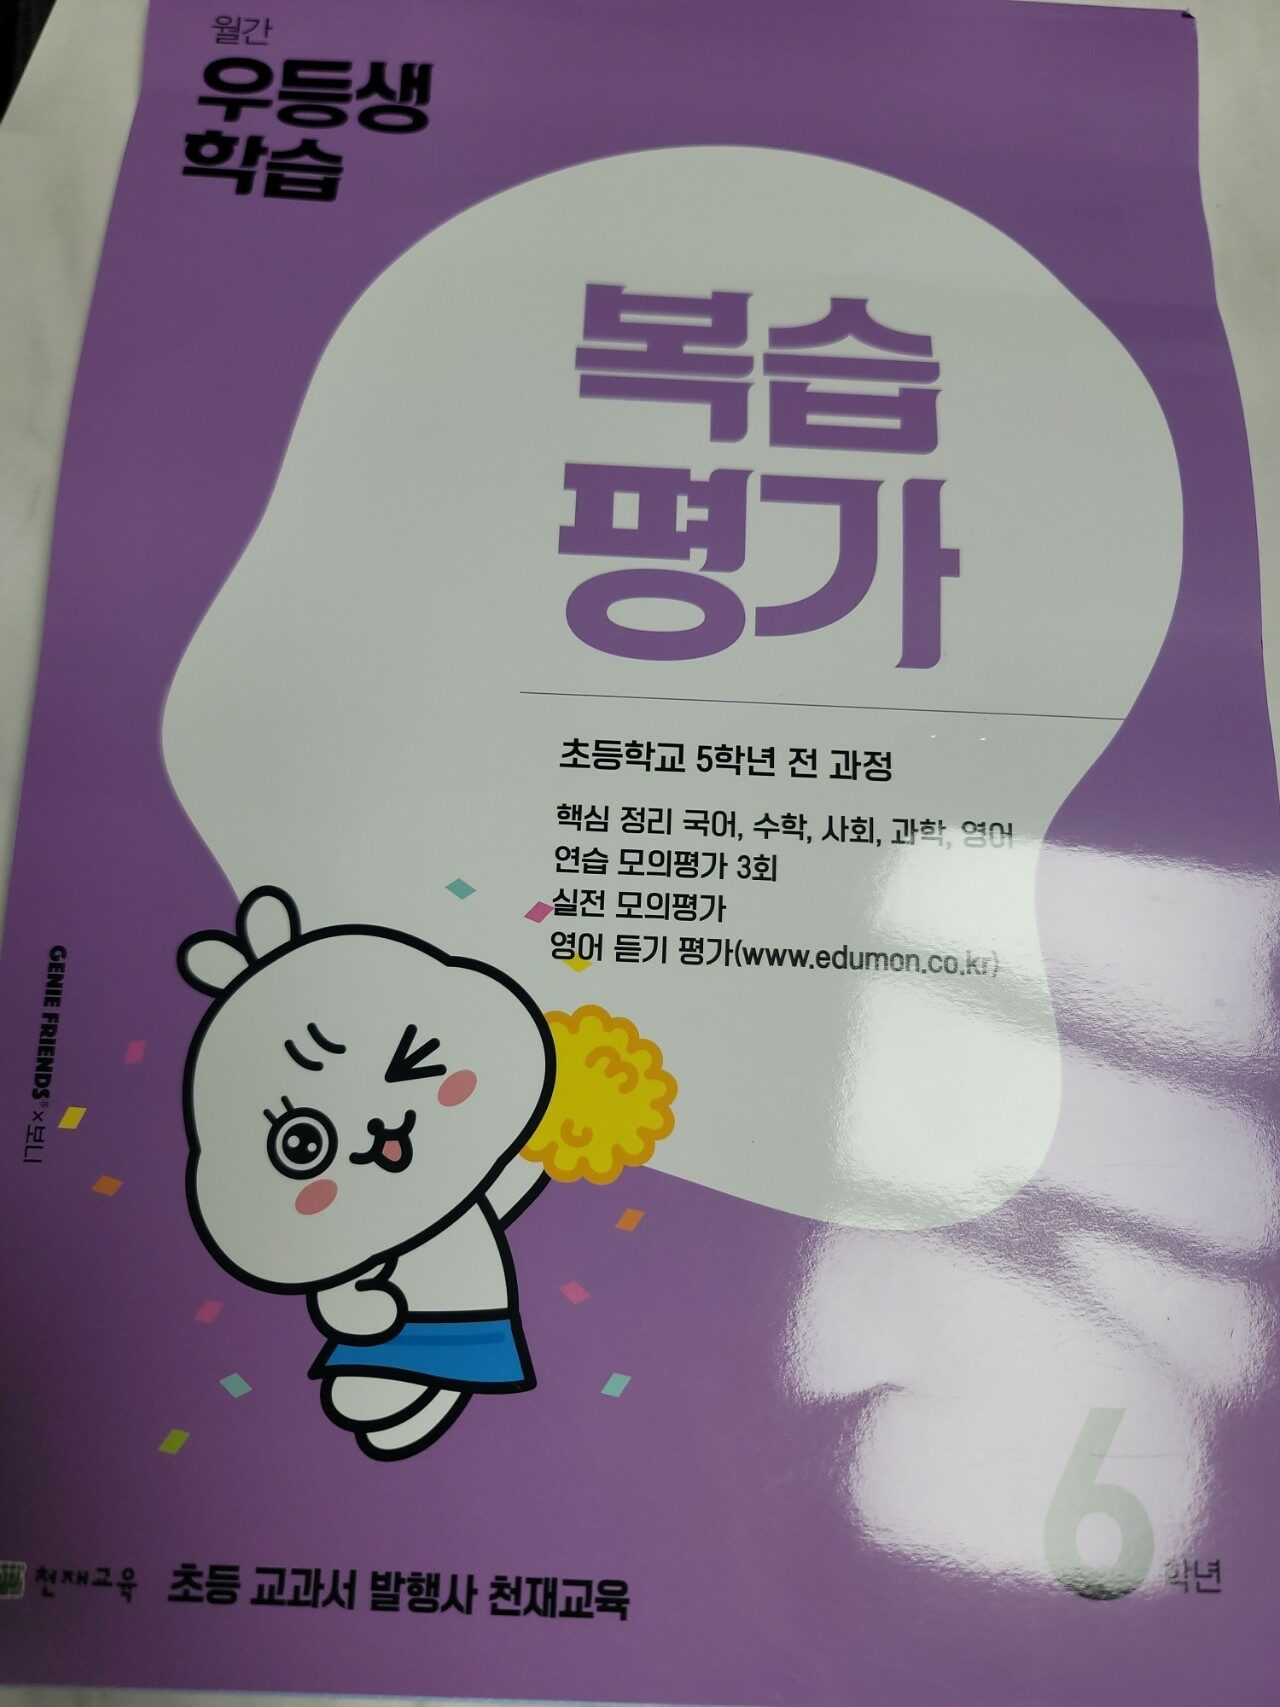 월간
우등생
학습
복습
평가
초등학교 5학년 전 과정
핵심 정리 국어, 수학, 사회, 과학, 영어
연습 모의평가 3회
실전 모의평가
영어 듣기 평가(www.edumon.co.kr)
GENIE FRIENDS® × 보니
6학년
천재교육 초등 교과서 발행사 천재교육